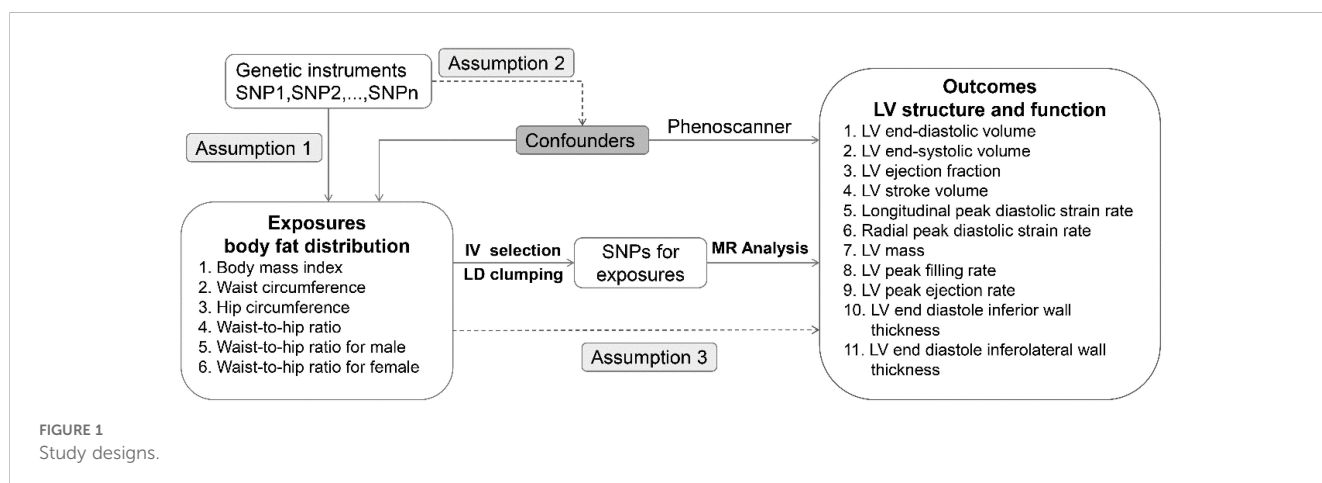 Genetic instruments
SNP1,SNP2,...,SNPn
Assumption 2
Assumption 1
Confounders
Phenoscanner
Exposures
body fat distribution
1. Body mass index
2. Waist circumference
3. Hip circumference
4. Waist-to-hip ratio
5. Waist-to-hip ratio for male
6. Waist-to-hip ratio for female
IV selection
LD clumping
SNPs for
exposures
MR Analysis
Assumption 3
Outcomes
LV structure and function
1. LV end-diastolic volume
2. LV end-systolic volume
3. LV ejection fraction
4. LV stroke volume
5. Longitudinal peak diastolic strain rate
6. Radial peak diastolic strain rate
7. LV mass
8. LV peak filling rate
9. LV peak ejection rate
10. LV end diastole inferior wall
thickness
11. LV end diastole inferolateral wall
thickness
FIGURE 1
Study designs.